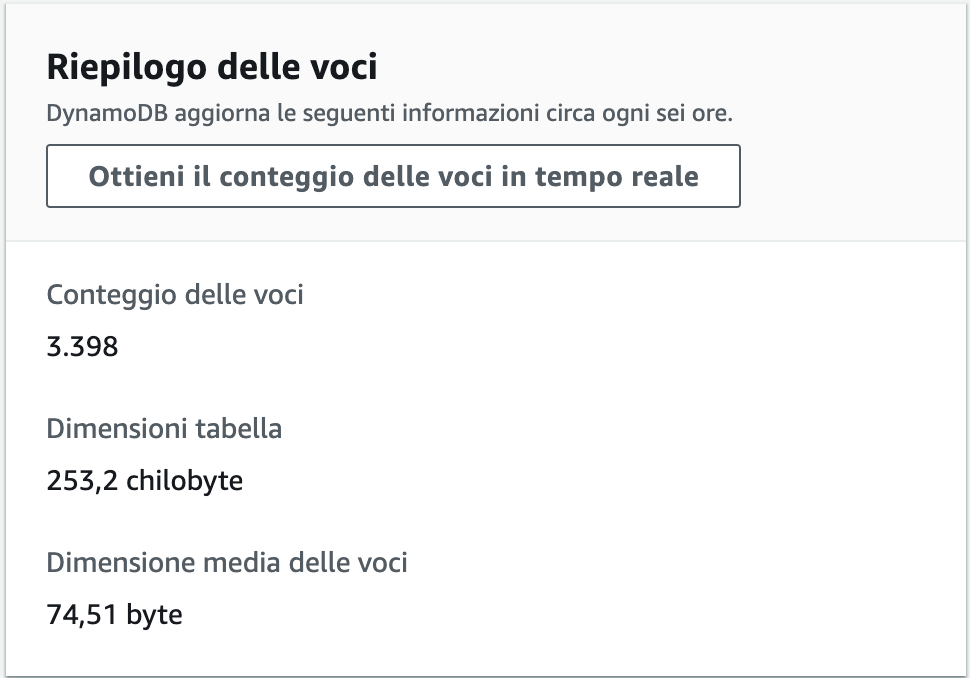 Riepilogo delle voci
DynamoDB aggiorna le seguenti informazioni circa ogni sei ore.
Ottieni il conteggio delle voci in tempo reale
Conteggio delle voci
3.398
Dimensioni tabella
253,2 chilobyte
Dimensione media delle voci
74,51 byte